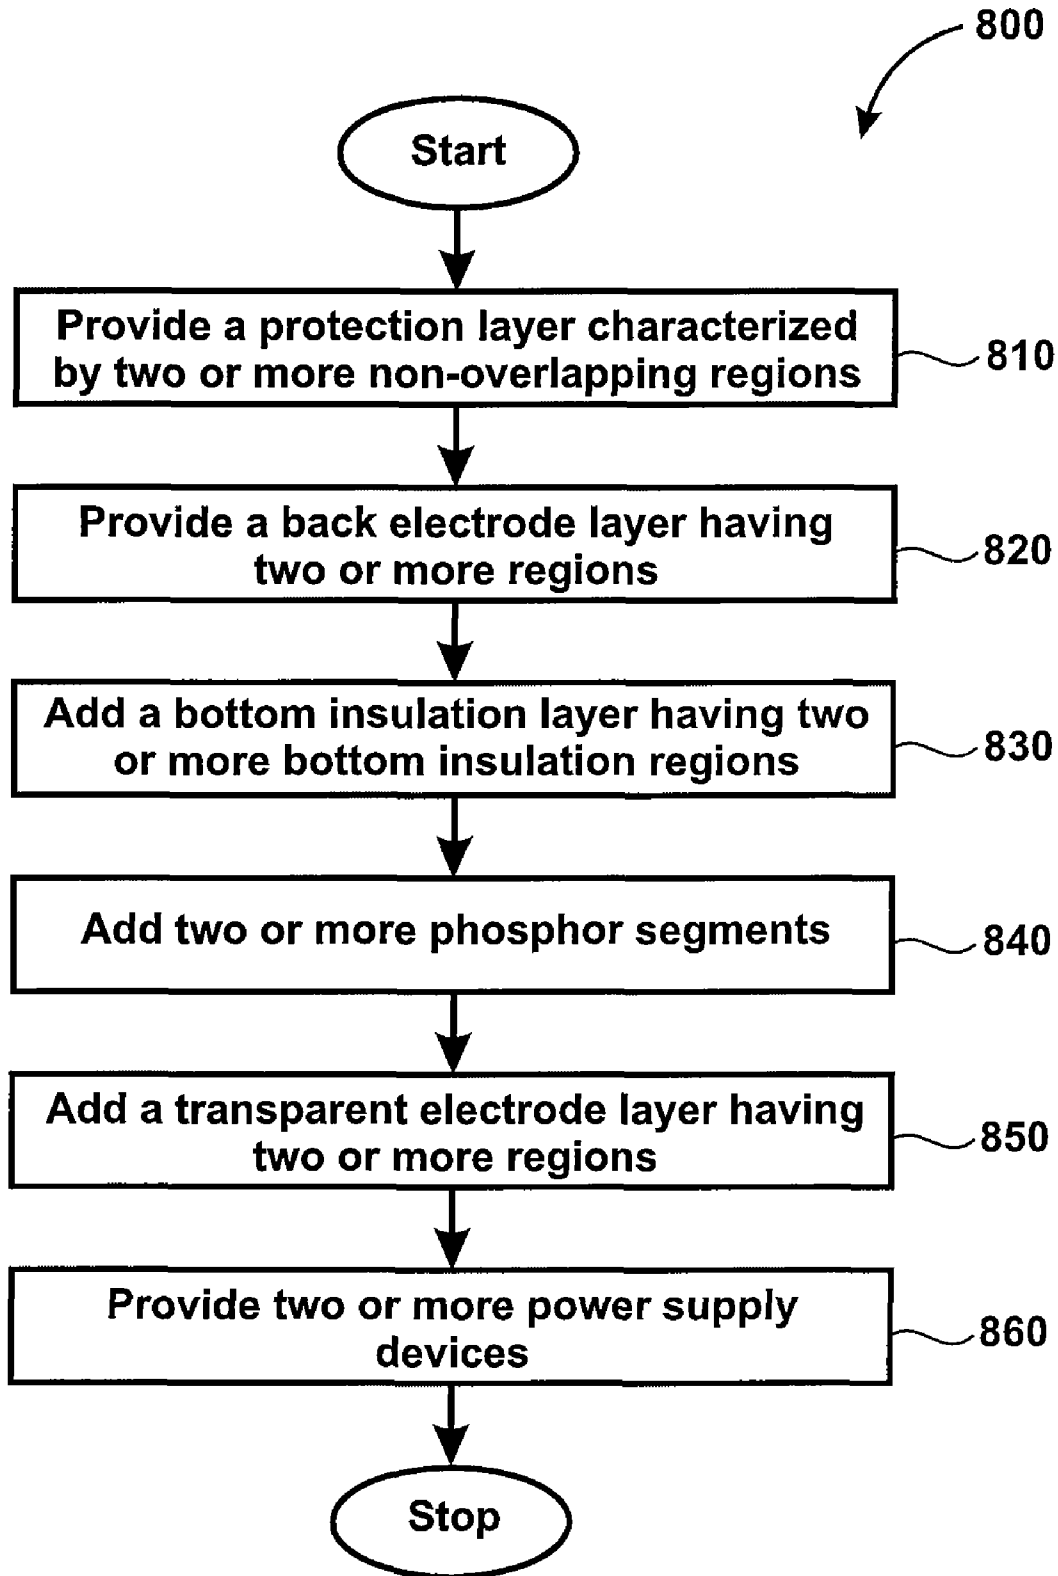 800
Start
Provide a protection layer characterized
by two or more non-overlapping regions
810
Provide a back electrode layer having
two or more regions
820
Add a bottom insulation layer having two
or more bottom insulation regions
830
Add two or more phosphor segments
840
Add a transparent electrode layer having
two or more regions
850
Provide two or more power supply
devices
860
Stop